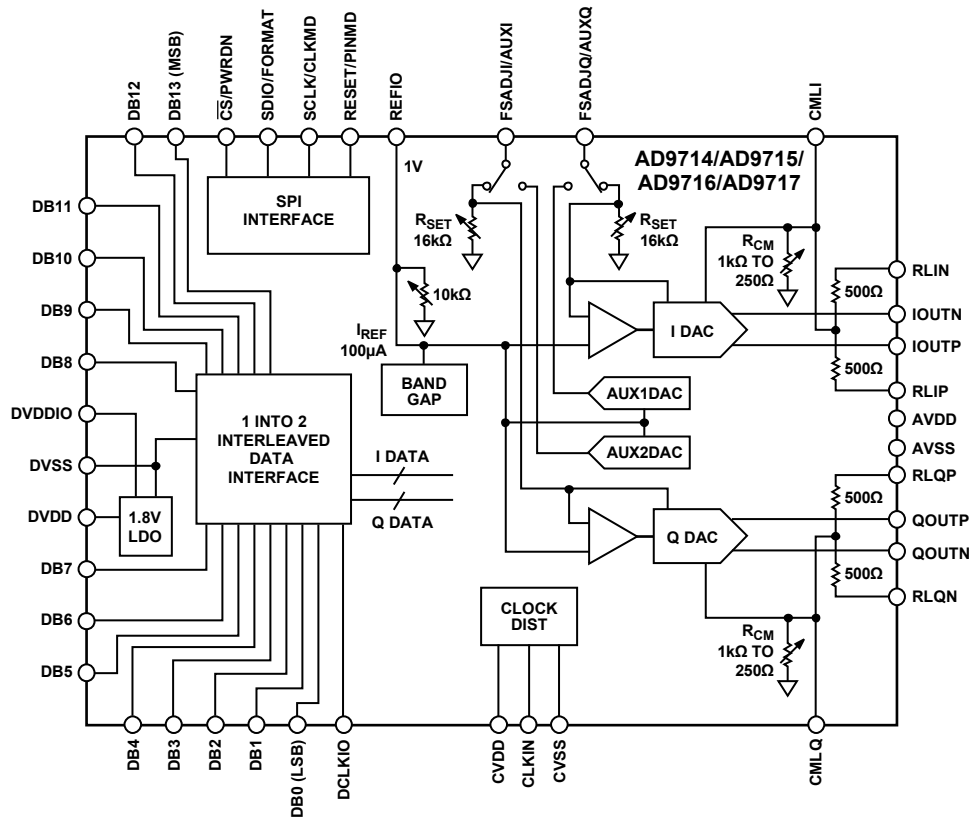 DB12
DB13 (MSB)
CS/PWRDN
SDIO/FORMAT
SCLK/CLKMD
RESET/PINMD
REFIO
FSADJI/AUXI
FSADJQ/AUXQ
CMLI
AD9714/AD9715/
AD9716/AD9717
1V
SPI
INTERFACE
DB11
DB10
DB9
DB8
DVDDIO
DVSS
DVDD
DB7
DB6
DB5
RSET
16kΩ
RSET
16kΩ
RCM
1kΩ TO
250Ω
10kΩ
IREF
100µA
BAND
GAP
I DAC
AUX1DAC
AUX2DAC
Q DAC
500Ω
500Ω
500Ω
500Ω
RLIN
IOUTN
IOUTP
RLIP
AVDD
AVSS
RLQP
QOUTP
QOUTN
RLQN
1 INTO 2
INTERLEAVED
DATA
INTERFACE
I DATA
Q DATA
1.8V
LDO
CLOCK
DIST
RCM
1kΩ TO
250Ω
DB4
DB3
DB2
DB1
DB0 (LSB)
DCLKIO
CVDD
CLKIN
CVSS
CMLQ